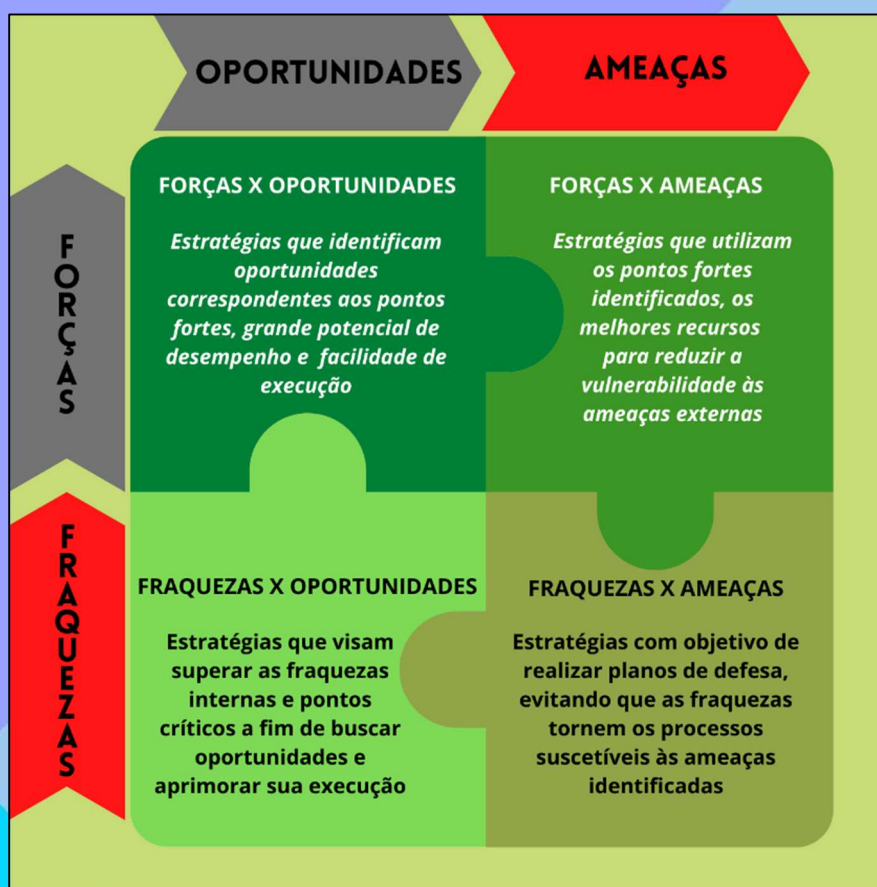 OPORTUNIDADES
AMEAÇAS
FORÇAS
FORÇAS X OPORTUNIDADES
Estratégias que identificam
oportunidades
correspondentes aos pontos
fortes, grande potencial de
desempenho e facilidade de
execução
FORÇAS X AMEAÇAS
Estratégias que utilizam
os pontos fortes
identificados, os
melhores recursos
para reduzir a
vulnerabilidade às
ameaças externas
FRAQUEZAS
FRAQUEZAS X OPORTUNIDADES
Estratégias que visam
superar as fraquezas
internas e pontos
críticos a fim de buscar
oportunidades e
aprimorar sua execução
FRAQUEZAS X AMEAÇAS
Estratégias com objetivo de
realizar planos de defesa,
evitando que as fraquezas
tornem os processos
suscetíveis às ameaças
identificadas